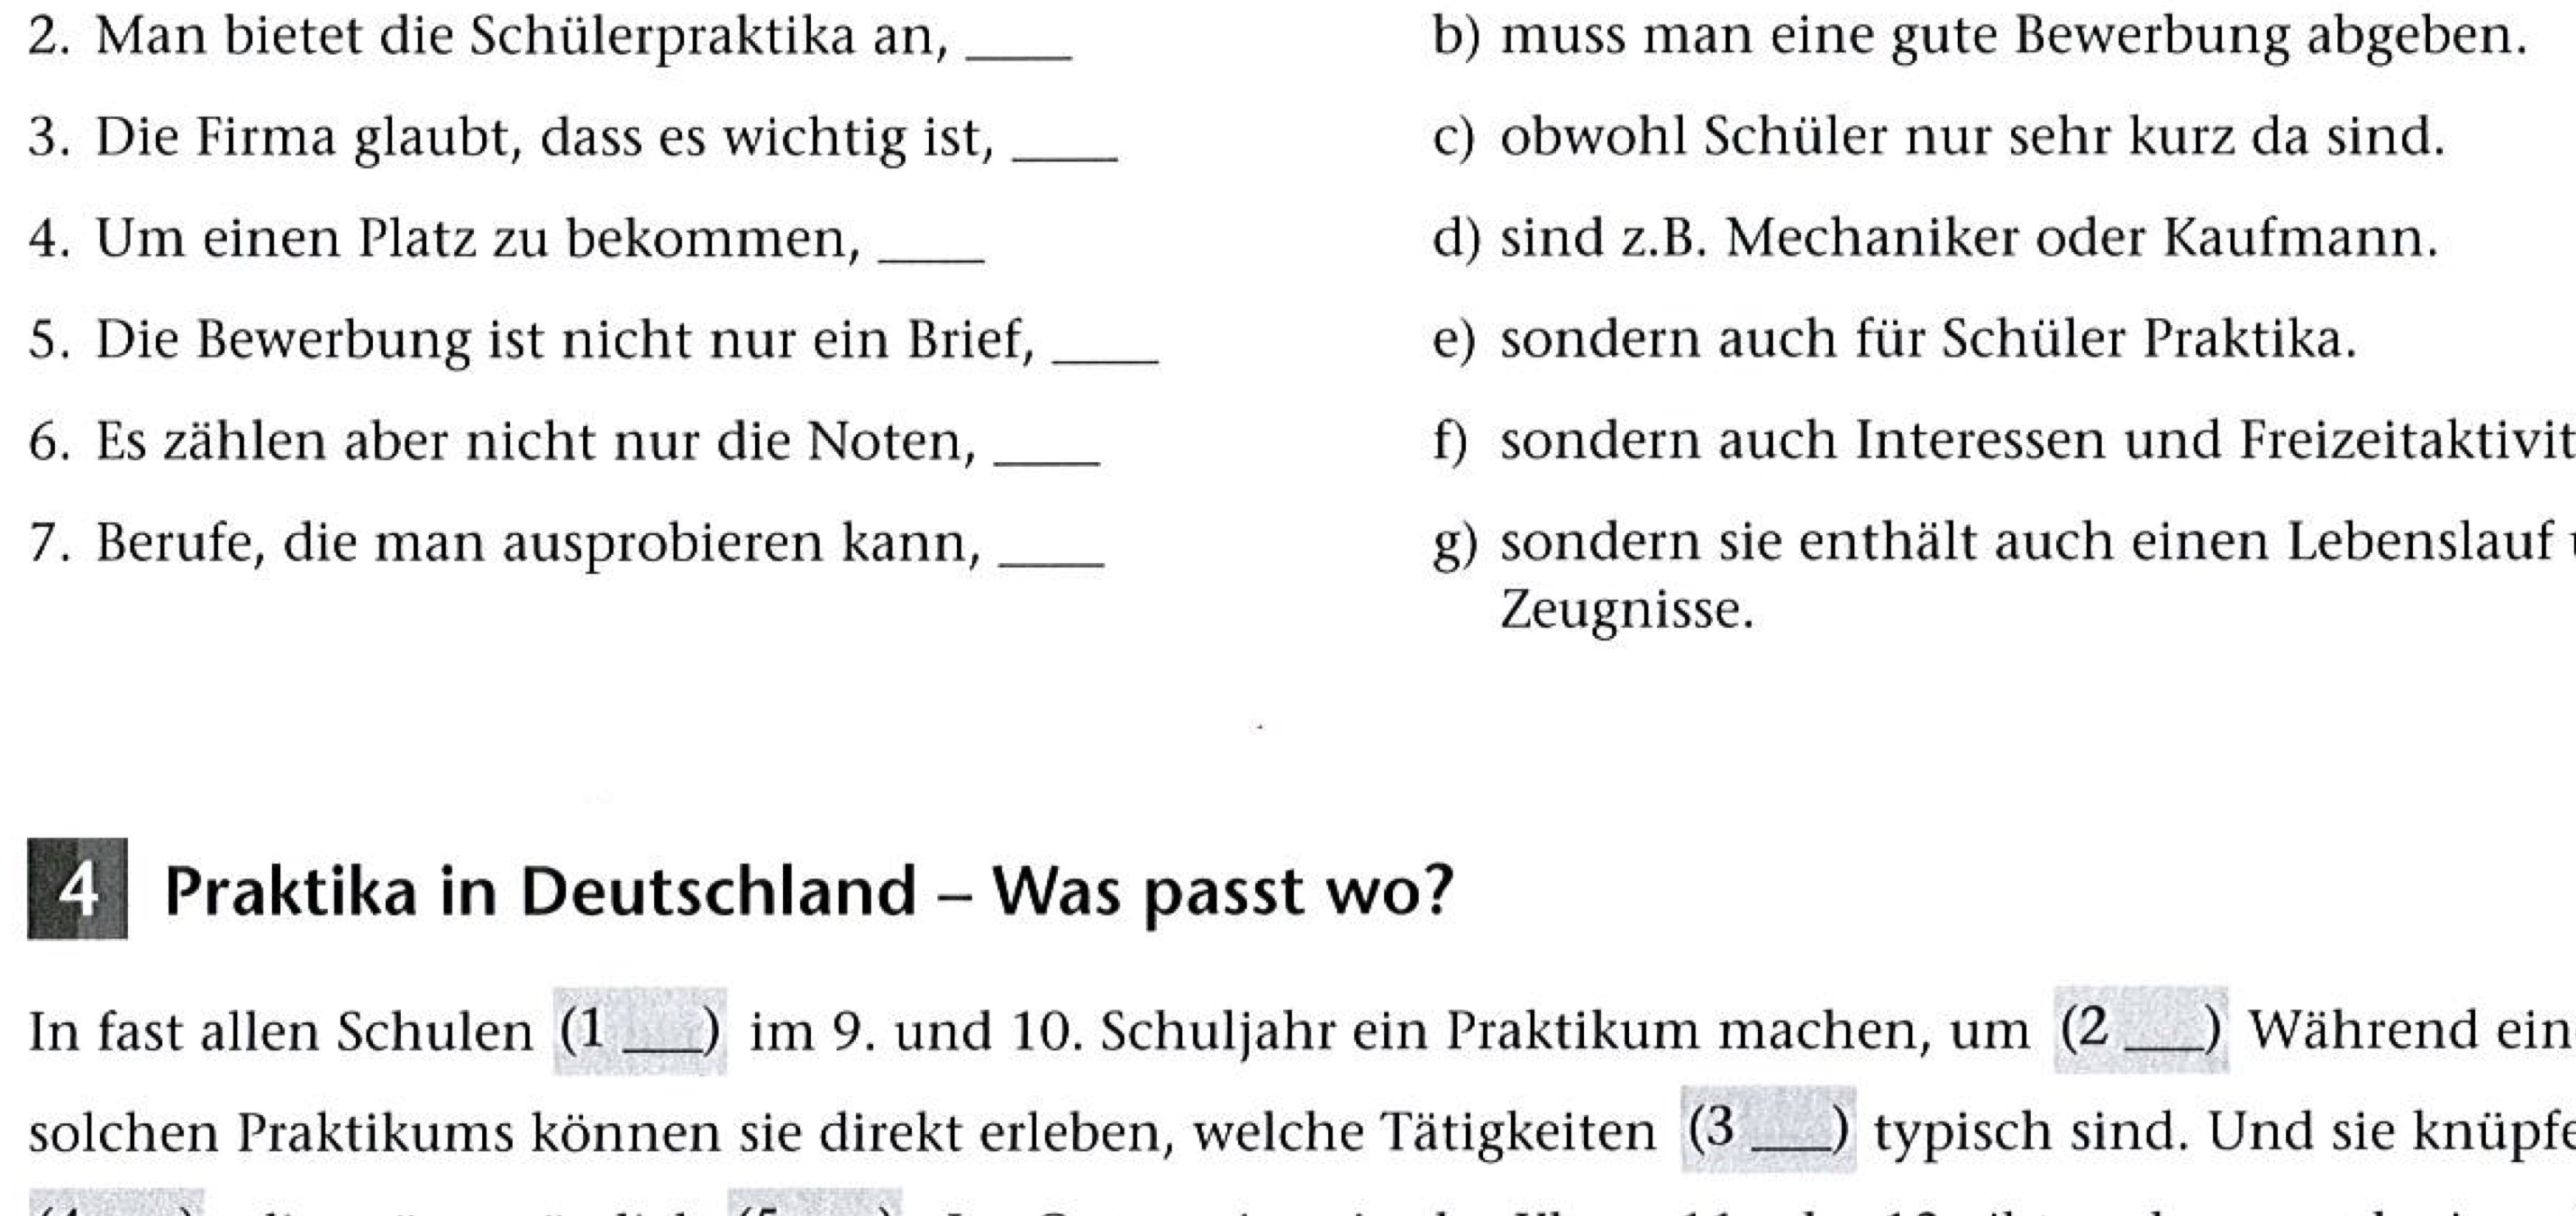 2. Man bietet die Schülerpraktika an, ____
b) muss man eine gute Bewerbung abgeben.
3. Die Firma glaubt, dass es wichtig ist, ____
c) obwohl Schüler nur sehr kurz da sind.
4. Um einen Platz zu bekommen, ____
d) sind z.B. Mechaniker oder Kaufmann.
5. Die Bewerbung ist nicht nur ein Brief, ____
e) sondern auch für Schüler Praktika.
6. Es zählen aber nicht nur die Noten, ____
f) sondern auch Interessen und Freizeitaktivit
7. Berufe, die man ausprobieren kann, ____
g) sondern sie enthält auch einen Lebenslauf
Zeugnisse.
4 Praktika in Deutschland – Was passt wo?
In fast allen Schulen (1 ___) im 9. und 10. Schuljahr ein Praktikum machen, um (2 ___) Während ein
solchen Praktikums können sie direkt erleben, welche Tätigkeiten (3 ___) typisch sind. Und sie knüpfe